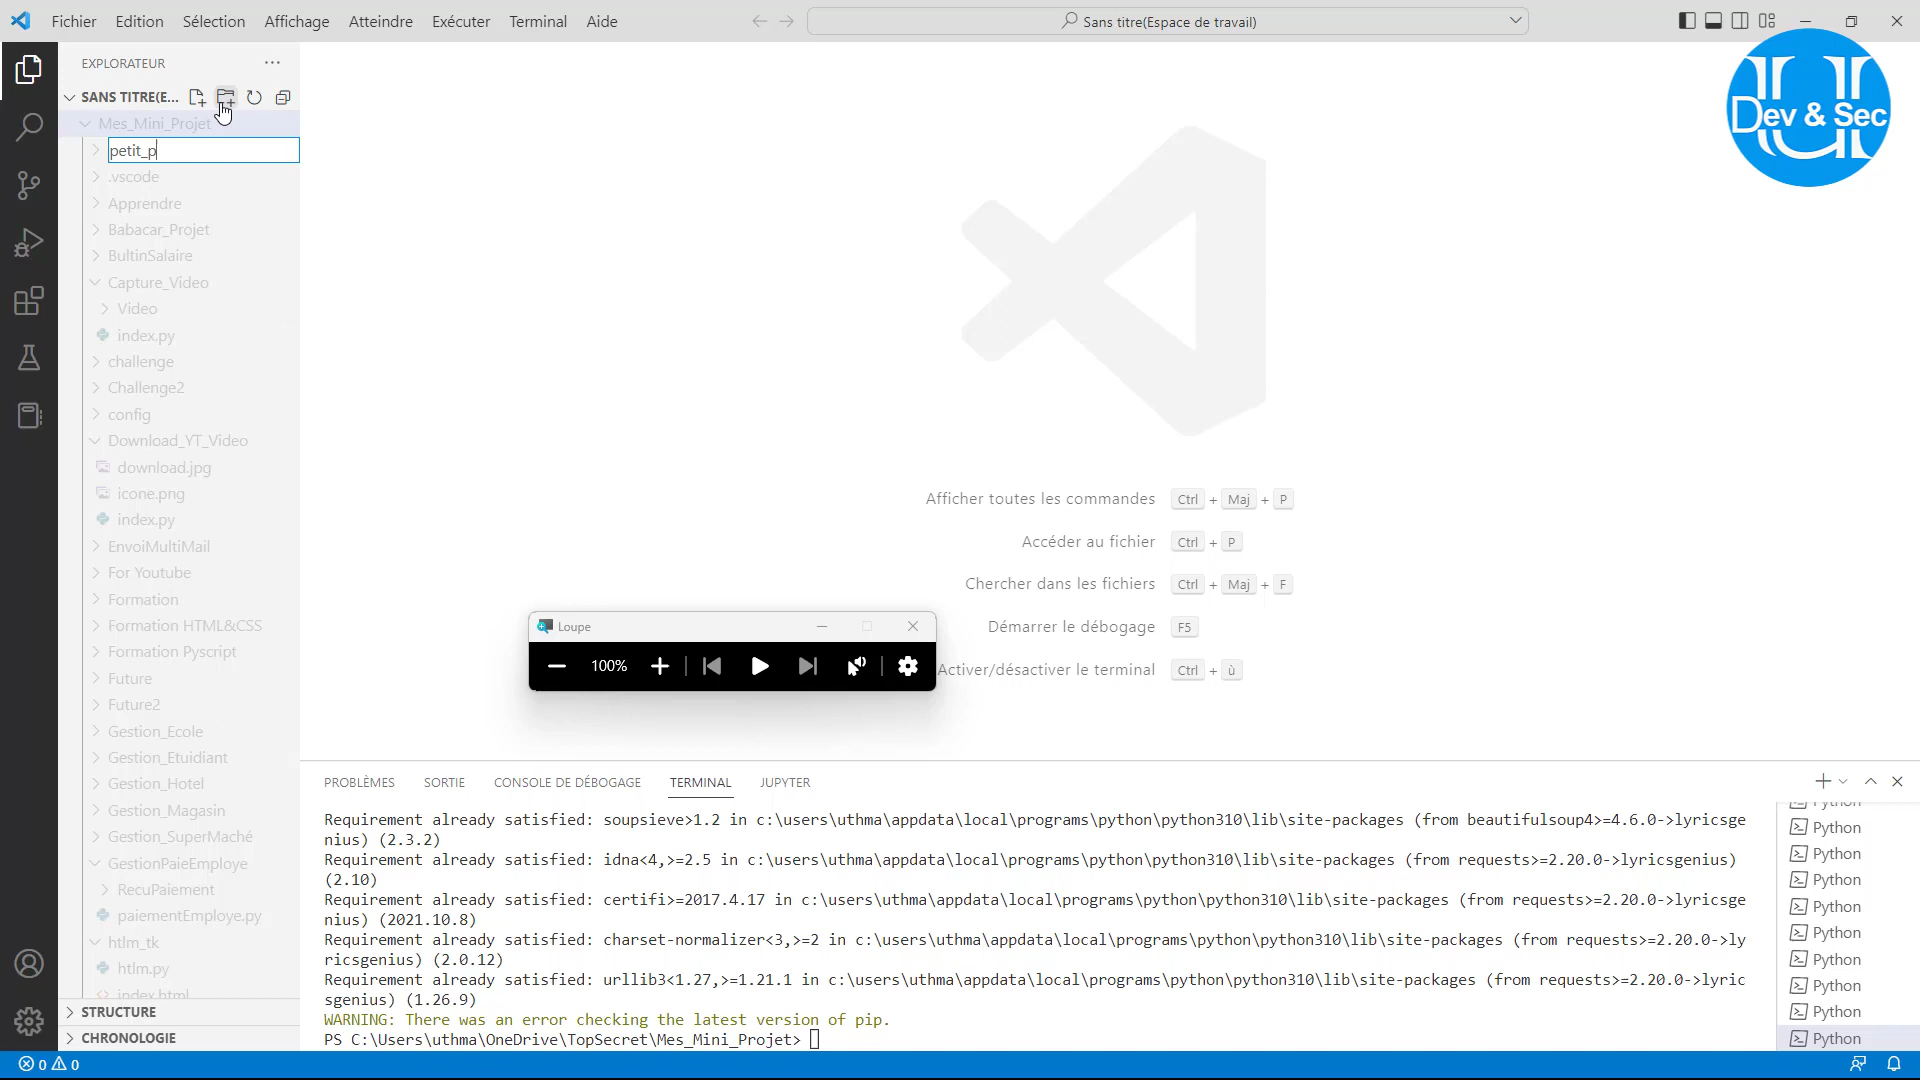 Fichier Edition Sélection Affichage Atteindre Exécuter Terminal Aide
Sans titre(Espace de travail)
Dev & Sec
EXPLORATEUR
SANS TITRE(E...
Mes_Mini_Projet
petit_p
.vscode
Apprendre
Babacar_Projet
BultinSalaire
Capture_Video
Video
index.py
challenge
Challenge2
config
Download_YT_Video
download.jpg
icone.png
index.py
EnvoiMultiMail
For Youtube
Formation
Formation HTML&CSS
Formation Pyscript
Future
Future2
Gestion_Ecole
Gestion_Etuidiant
Gestion_Hotel
Gestion_Magasin
Gestion_SuperMaché
GestionPaieEmploye
RecuPaiement
paiementEmploye.py
htlm_tk
htlm.py
index.html
STRUCTURE
CHRONOLOGIE
Afficher toutes les commandes Ctrl + Maj + P
Accéder au fichier Ctrl + P
Chercher dans les fichiers Ctrl + Maj + F
Démarrer le débogage F5
Activer/désactiver le terminal Ctrl + ù
Loupe
100%
PROBLÈMES SORTIE CONSOLE DE DÉBOGAGE TERMINAL JUPYTER
Requirement already satisfied: soupsieve>1.2 in c:\users\uthma\appdata\local\programs\python\python310\lib\site-packages (from beautifulsoup4>=4.6.0->lyricsge
nius) (2.3.2)
Requirement already satisfied: idna<4,>=2.5 in c:\users\uthma\appdata\local\programs\python\python310\lib\site-packages (from requests>=2.20.0->lyricsgenius)
(2.10)
Requirement already satisfied: certifi>=2017.4.17 in c:\users\uthma\appdata\local\programs\python\python310\lib\site-packages (from requests>=2.20.0->lyricsge
nius) (2021.10.8)
Requirement already satisfied: charset-normalizer<3,>=2 in c:\users\uthma\appdata\local\programs\python\python310\lib\site-packages (from requests>=2.20.0->ly
ricsgenius) (2.0.12)
Requirement already satisfied: urllib3<1.27,>=1.21.1 in c:\users\uthma\appdata\local\programs\python\python310\lib\site-packages (from requests>=2.20.0->lyric
sgenius) (1.26.9)
WARNING: There was an error checking the latest version of pip.
PS C:\Users\uthma\OneDrive\TopSecret\Mes_Mini_Projet>
Python
Python
Python
Python
Python
Python
Python
Python
Python
Python
0 0